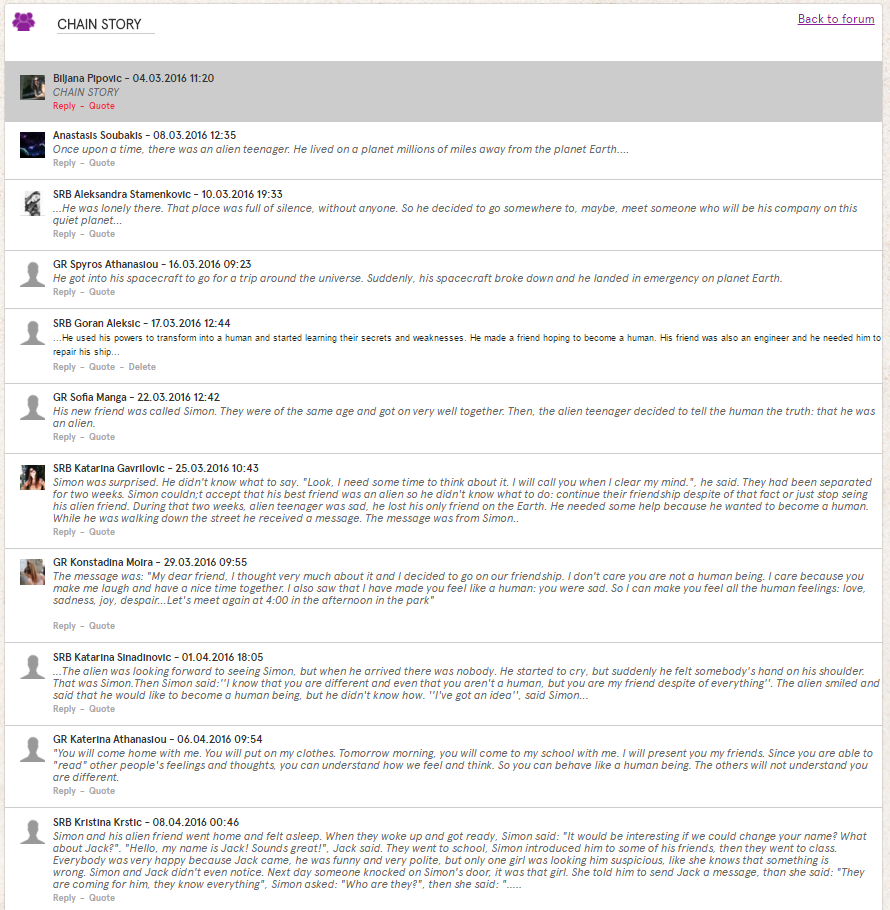 CHAIN STORY
Back to forum
Biljana Pipovic – 04.03.2016 11:20
CHAIN STORY
Reply – Quote
Anastasis Soubakis – 08.03.2016 12:35
Once upon a time, there was an alien teenager. He lived on a planet millions of miles away from the planet Earth....
Reply – Quote
SRB Aleksandra Stamenkovic – 10.03.2016 19:33
...He was lonely there. That place was full of silence, without anyone. So he decided to go somewhere to, maybe, meet someone who will be his company on this
quiet planet...
Reply – Quote
GR Spyros Athanasiou – 16.03.2016 09:23
He got into his spacecraft to go for a trip around the universe. Suddenly, his spacecraft broke down and he landed in emergency on planet Earth.
Reply – Quote
SRB Goran Aleksic – 17.03.2016 12:44
...He used his powers to transform into a human and started learning their secrets and weaknesses. He made a friend hoping to become a human. His friend was also an engineer and he needed him to
repair his ship...
Reply – Quote – Delete
GR Sofia Manga – 22.03.2016 12:42
His new friend was called Simon. They were of the same age and got on very well together. Then, the alien teenager decided to tell the human the truth: that he was
an alien.
Reply – Quote
SRB Katarina Gavrilovic – 25.03.2016 10:43
Simon was surprised. He didn't know what to say. "Look, I need some time to think about it. I will call you when I clear my mind.", he said. They had been separated
for two weeks. Simon couldn;t accept that his best friend was an alien so he didn't know what to do: continue their friendship despite of that fact or just stop seing
his alien friend. During that two weeks, alien teenager was sad, he lost his only friend on the Earth. He needed some help because he wanted to become a human.
While he was walking down the street he received a message. The message was from Simon..
Reply – Quote
GR Konstadina Moira – 29.03.2016 09:55
The message was: "My dear friend, I thought very much about it and I decided to go on our friendship. I don't care you are not a human being. I care because you
make me laugh and have a nice time together. I also saw that I have made you feel like a human: you were sad. So I can make you feel all the human feelings: love,
sadness, joy, despair...Let's meet again at 4:00 in the afternoon in the park"
Reply – Quote
SRB Katarina Sinadinovic – 01.04.2016 18:05
...The alien was looking forward to seeing Simon, but when he arrived there was nobody. He started to cry, but suddenly he felt somebody's hand on his shoulder.
That was Simon.Then Simon said:''I know that you are different and even that you aren't a human, but you are my friend despite of everything''. The alien smiled and
said that he would like to become a human being, but he didn't know how. ''I've got an idea'', said Simon...
Reply – Quote
GR Katerina Athanasiou – 06.04.2016 09:54
"You will come home with me. You will put on my clothes. Tomorrow morning, you will come to my school with me. I will present you my friends. Since you are able to
"read" other people's feelings and thoughts, you can understand how we feel and think. So you can behave like a human being. The others will not understand you
are different.
Reply – Quote
SRB Kristina Krstic – 08.04.2016 00:46
Simon and his alien friend went home and felt asleep. When they woke up and got ready, Simon said: "It would be interesting if we could change your name? What
about Jack?". "Hello, my name is Jack! Sounds great!", Jack said. They went to school, Simon introduced him to some of his friends, then they went to class.
Everybody was very happy because Jack came, he was funny and very polite, but only one girl was looking him suspicious, like she knows that something is
wrong. Simon and Jack didn't even notice. Next day someone knocked on Simon's door, it was that girl. She told him to send Jack a message, than she said: "They
are coming for him, they know everything", Simon asked: "Who are they?", then she said: ".....
Reply – Quote